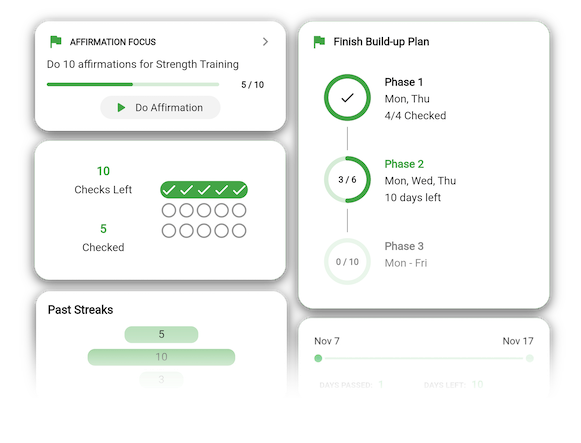 AFFIRMATION FOCUS
Do 10 affirmations for Strength Training
5 / 10
Do Affirmation
10
Checks Left
5
Checked
Past Streaks
5
10
3
Finish Build-up Plan
Phase 1
Mon, Thu
4/4 Checked
3 / 6
Phase 2
Mon, Wed, Thu
10 days left
0 / 10
Phase 3
Mon - Fri
Nov 7
Nov 17
DAYS PASSED: 1
DAYS LEFT: 10